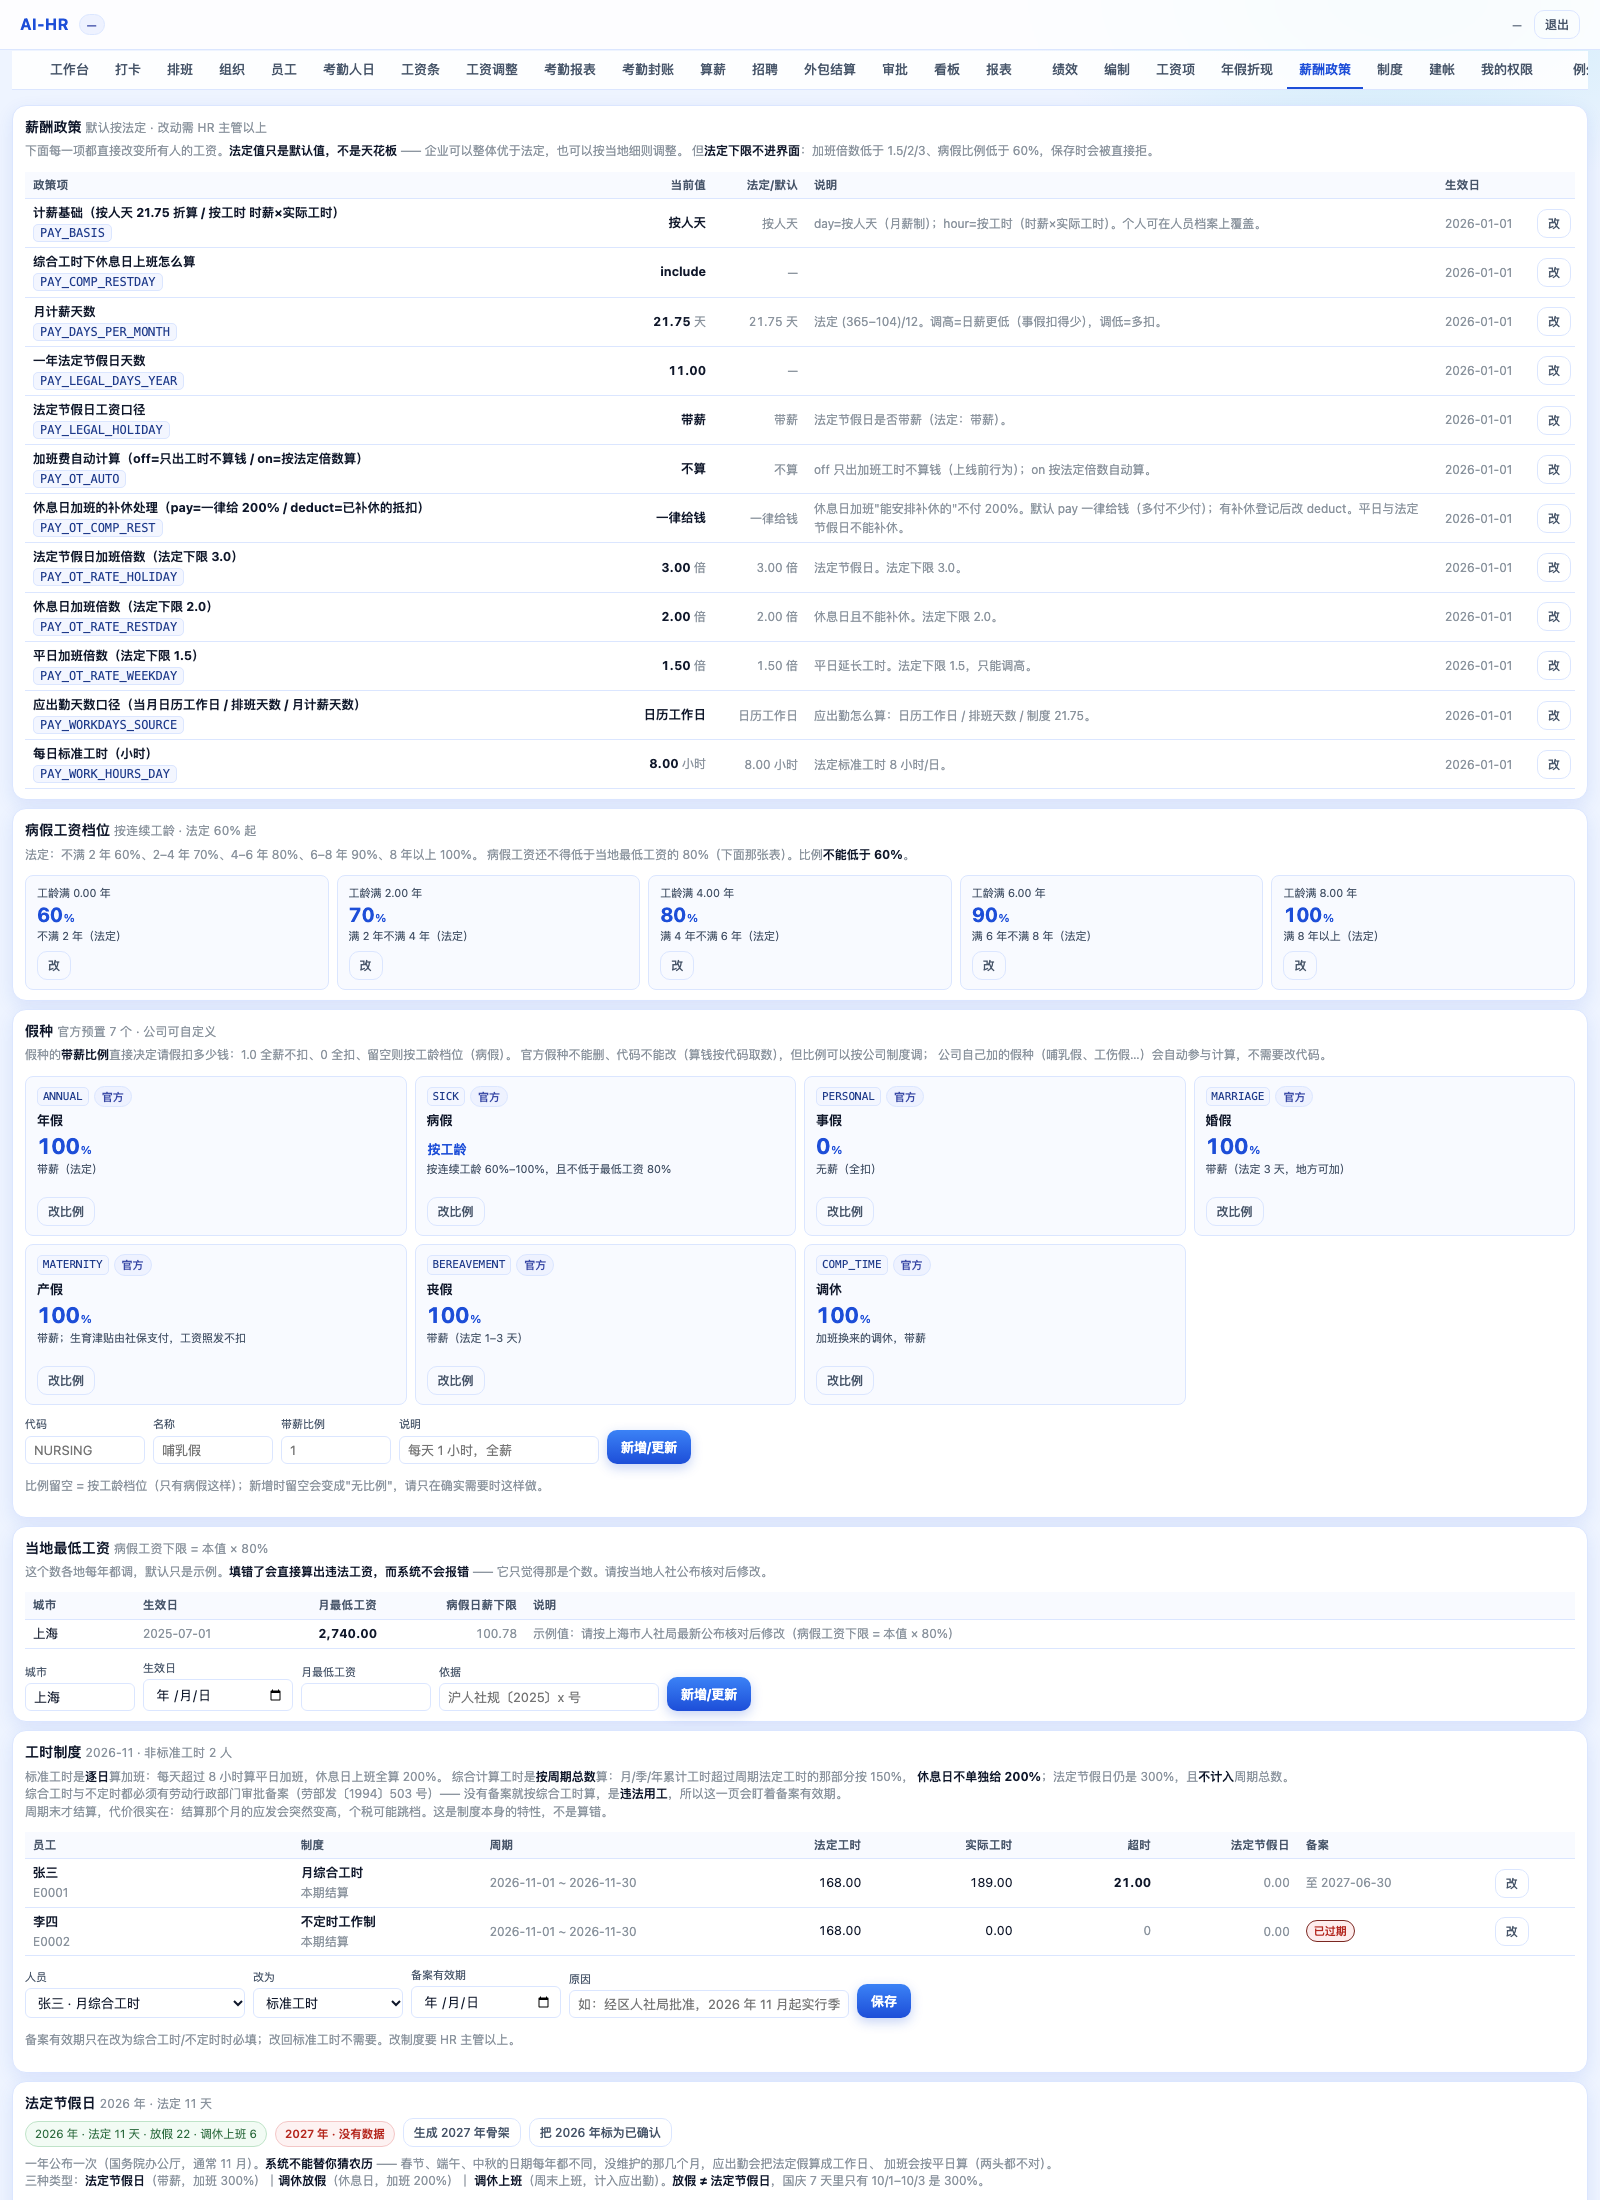 AI-HR — — 退出
工作台 打卡 排班 组织 员工 考勤人日 工资条 工资调整 考勤报表 考勤封账 算薪 招聘 外包结算 审批 看板 报表 绩效 编制 工资项 年假折现 薪酬政策 制度 建帐 我的权限
薪酬政策 默认按法定 · 改动需 HR 主管以上
下面每一项都直接改变所有人的工资。法定值只是默认值，不是天花板 —— 企业可以整体优于法定，也可以按当地细则调整。 但法定下限不进界面：加班倍数低于 1.5/2/3、病假比例低于 60%，保存时会被直接拒。
政策项 当前值 法定/默认 说明 生效日
计薪基础（按人天 21.75 折算 / 按工时 时薪×实际工时）
PAY_BASIS
按人天 按人天 day=按人天（月薪制）；hour=按工时（时薪×实际工时）。个人可在人员档案上覆盖。 2026-01-01 改
综合工时下休息日上班怎么算
PAY_COMP_RESTDAY
include — 2026-01-01 改
月计薪天数
PAY_DAYS_PER_MONTH
21.75 天 21.75 天 法定 (365−104)/12。调高=日薪更低（事假扣得少），调低=多扣。 2026-01-01 改
一年法定节假日天数
PAY_LEGAL_DAYS_YEAR
11.00 — 2026-01-01 改
法定节假日工资口径
PAY_LEGAL_HOLIDAY
带薪 带薪 法定节假日是否带薪（法定：带薪）。 2026-01-01 改
加班费自动计算（off=只出工时不算钱 / on=按法定倍数算）
PAY_OT_AUTO
不算 不算 off 只出加班工时不算钱（上线前行为）；on 按法定倍数自动算。 2026-01-01 改
休息日加班的补休处理（pay=一律给 200% / deduct=已补休的抵扣）
PAY_OT_COMP_REST
一律给钱 一律给钱 休息日加班"能安排补休的"不付 200%。默认 pay 一律给钱（多付不少付）；有补休登记后改 deduct。平日与法定
节假日不能补休。 2026-01-01 改
法定节假日加班倍数（法定下限 3.0）
PAY_OT_RATE_HOLIDAY
3.00 倍 3.00 倍 法定节假日。法定下限 3.0。 2026-01-01 改
休息日加班倍数（法定下限 2.0）
PAY_OT_RATE_RESTDAY
2.00 倍 2.00 倍 休息日且不能补休。法定下限 2.0。 2026-01-01 改
平日加班倍数（法定下限 1.5）
PAY_OT_RATE_WEEKDAY
1.50 倍 1.50 倍 平日延长工时。法定下限 1.5，只能调高。 2026-01-01 改
应出勤天数口径（当月日历工作日 / 排班天数 / 月计薪天数）
PAY_WORKDAYS_SOURCE
日历工作日 日历工作日 应出勤怎么算：日历工作日 / 排班天数 / 制度 21.75。 2026-01-01 改
每日标准工时（小时）
PAY_WORK_HOURS_DAY
8.00 小时 8.00 小时 法定标准工时 8 小时/日。 2026-01-01 改
病假工资档位 按连续工龄 · 法定 60% 起
法定：不满 2 年 60%、2–4 年 70%、4–6 年 80%、6–8 年 90%、8 年以上 100%。 病假工资还不得低于当地最低工资的 80%（下面那张表）。比例不能低于 60%。
工龄满 0.00 年 工龄满 2.00 年 工龄满 4.00 年 工龄满 6.00 年 工龄满 8.00 年
60% 70% 80% 90% 100%
不满 2 年（法定） 满 2 年不满 4 年（法定） 满 4 年不满 6 年（法定） 满 6 年不满 8 年（法定） 满 8 年以上（法定）
改 改 改 改 改
假种 官方预置 7 个 · 公司可自定义
假种的带薪比例直接决定请假扣多少钱：1.0 全薪不扣、0 全扣、留空则按工龄档位（病假）。 官方假种不能删、代码不能改（算钱按代码取数），但比例可以按公司制度调； 公司自己加的假种（哺乳假、工伤假…）会自动参与计算，不需要改代码。
ANNUAL 官方 SICK 官方 PERSONAL 官方 MARRIAGE 官方
年假 病假 事假 婚假
100% 按工龄 0% 100%
带薪（法定） 按连续工龄 60%–100%，且不低于最低工资 80% 无薪（全扣） 带薪（法定 3 天，地方可加）
改比例 改比例 改比例 改比例
MATERNITY 官方 BEREAVEMENT 官方 COMP_TIME 官方
产假 丧假 调休
100% 100% 100%
带薪；生育津贴由社保支付，工资照发不扣 带薪（法定 1–3 天） 加班换来的调休，带薪
改比例 改比例 改比例
代码 名称 带薪比例 说明
NURSING 哺乳假 1 每天 1 小时，全薪 新增/更新
比例留空 = 按工龄档位（只有病假这样）；新增时留空会变成"无比例"，请只在确实需要时这样做。
当地最低工资 病假工资下限 = 本值 × 80%
这个数各地每年都调，默认只是示例。填错了会直接算出违法工资，而系统不会报错 —— 它只觉得那是个数。请按当地人社公布核对后修改。
城市 生效日 月最低工资 病假日薪下限 说明
上海 2025-07-01 2,740.00 100.78 示例值：请按上海市人社局最新公布核对后修改（病假工资下限 = 本值 × 80%）
城市 生效日 月最低工资 依据
上海 年 /月/日 沪人社规〔2025〕x 号 新增/更新
工时制度 2026-11 · 非标准工时 2 人
标准工时是逐日算加班：每天超过 8 小时算平日加班，休息日上班全算 200%。 综合计算工时是按周期总数算：月/季/年累计工时超过周期法定工时的那部分按 150%， 休息日不单独给 200%；法定节假日仍是 300%，且不计入周期总数。
综合工时与不定时都必须有劳动行政部门审批备案（劳部发〔1994〕503 号）—— 没有备案就按综合工时算，是违法用工，所以这一页会盯着备案有效期。
周期末才结算，代价很实在：结算那个月的应发会突然变高，个税可能跳档。这是制度本身的特性，不是算错。
员工 制度 周期 法定工时 实际工时 超时 法定节假日 备案
张三 月综合工时
E0001 本期结算
2026-11-01 ~ 2026-11-30 168.00 189.00 21.00 0.00 至 2027-06-30 改
李四 不定时工作制
E0002 本期结算
2026-11-01 ~ 2026-11-30 168.00 0.00 0 0.00 已过期 改
人员 改为 备案有效期 原因
张三 · 月综合工时 标准工时 年 /月/日 如：经区人社局批准，2026 年 11 月起实行季 保存
备案有效期只在改为综合工时/不定时时必填；改回标准工时不需要。改制度要 HR 主管以上。
法定节假日 2026 年 · 法定 11 天
2026 年 · 法定 11 天 · 放假 22 · 调休上班 6 2027 年 · 没有数据 生成 2027 年骨架 把 2026 年标为已确认
一年公布一次（国务院办公厅，通常 11 月）。系统不能替你猜农历 —— 春节、端午、中秋的日期每年都不同，没维护的那几个月，应出勤会把法定假算成工作日、 加班会按平日算（两头都不对）。
三种类型：法定节假日（带薪，加班 300%） | 调休放假（休息日，加班 200%） | 调休上班（周末上班，计入应出勤）。放假 ≠ 法定节假日，国庆 7 天里只有 10/1–10/3 是 300%。